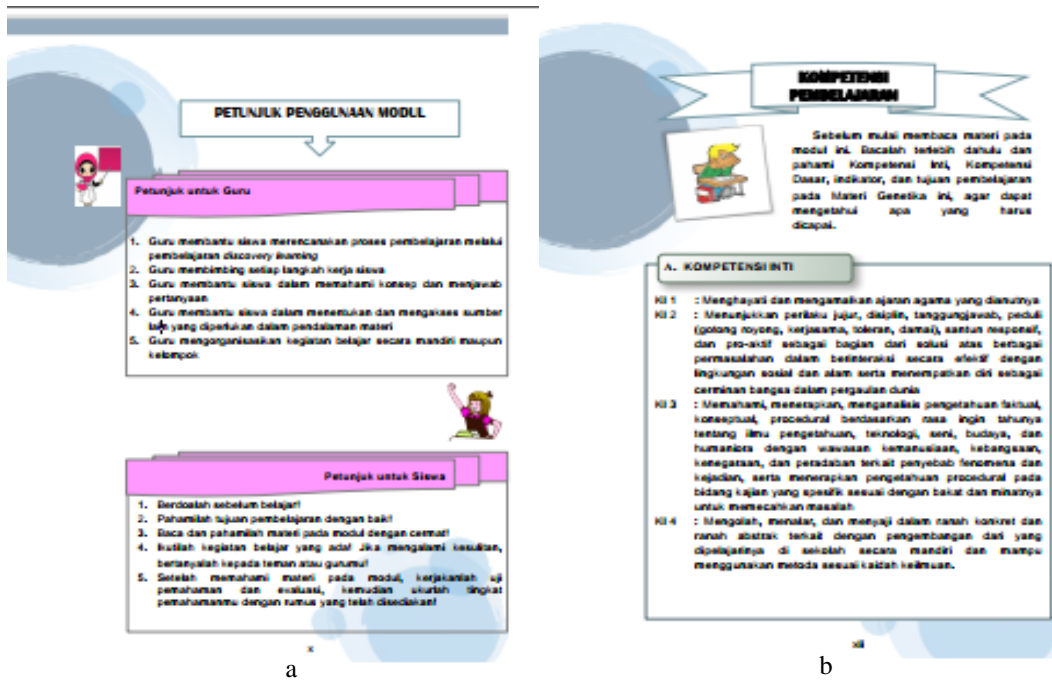 PETUNJUK PENGGUNAAN MODUL
Petunjuk untuk Guru
1. Guru membantu siswa merencanakan proses pembelajaran melalui
pembelajaran discovery learning
2. Guru membimbing setiap langkah kerja siswa
3. Guru membantu siswa dalam memahami konsep dan menjawab
pertanyaan
4. Guru membantu siswa dalam menentukan dan mengakses sumber
lain yang diperlukan dalam pendalaman materi
5. Guru mengorganisasikan kegiatan belajar secara mandiri maupun
kelompok
Petunjuk untuk Siswa
1. Berdoalah sebelum belajar!
2. Pahamilah tujuan pembelajaran dengan baik!
3. Baca dan pahamilah materi pada modul dengan cermat!
4. Ikutilah kegiatan belajar yang ada! Jika mengalami kesulitan,
bertanyalah kepada teman atau gurumu!
5. Setelah memahami materi pada modul, kerjakanlah uji
pemahaman dan evaluasi, kemudian ukurlah tingkat
pemahamanmu dengan rumus yang telah disediakan!
x
a
KOMPETENSI
PEMBELAJARAN
Sebelum mulai membaca materi pada
modul ini. Bacalah terlebih dahulu dan
pahami Kompetensi Inti, Kompetensi
Dasar, indikator, dan tujuan pembelajaran
pada Materi Genetika ini, agar dapat
mengetahui apa yang harus
dicapai.
A. KOMPETENSI INTI
KI 1 : Menghayati dan mengamalkan ajaran agama yang dianutnya
KI 2 : Menunjukkan perilaku jujur, disiplin, tanggungjawab, peduli
(gotong royong, kerjasama, toleran, damai), santun responsif,
dan pro-aktif sebagai bagian dari solusi atas berbagai
permasalahan dalam berinteraksi secara efektif dengan
lingkungan sosial dan alam serta menempatkan diri sebagai
cerminan bangsa dalam pergaulan dunia
KI 3 : Memahami, menerapkan, menganalisis pengetahuan faktual,
konseptual, procedural berdasarkan rasa ingin tahunya
tentang ilmu pengetahuan, teknologi, seni, budaya, dan
humaniora dengan wawasan kemanusiaan, kebangsaan,
kenegaraan, dan peradaban terkait penyebab fenomena dan
kejadian, serta menerapkan pengetahuan procedural pada
bidang kajian yang spesifik sesuai dengan bakat dan minatnya
untuk memecahkan masalah
KI 4 : Mengolah, menalar, dan menyaji dalam ranah konkret dan
ranah abstrak terkait dengan pengembangan dari yang
dipelajarinya di sekolah secara mandiri dan mampu
menggunakan metoda sesuai kaidah keilmuan.
xii
b